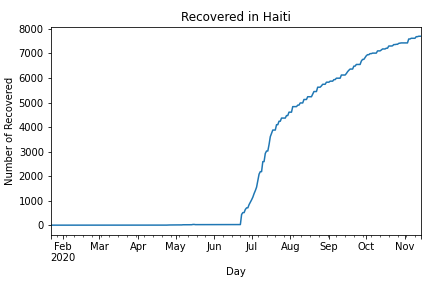 Recovered in Haiti
Number of Recovered
8000
7000
6000
5000
4000
3000
2000
1000
0
Feb Mar Apr May Jun Jul Aug Sep Oct Nov
2020
Day